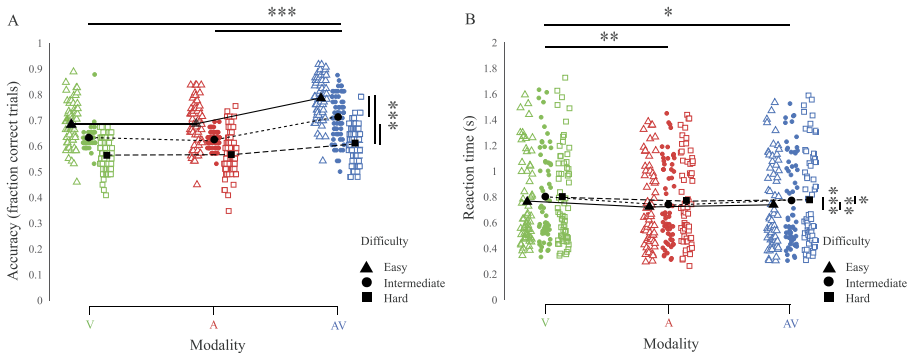 A
***
Accuracy (fraction correct trials)
1
0.9
0.8
0.7
0.6
0.5
0.4
0.3
0.2
0.1
0
***
Difficulty
Easy
Intermediate
Hard
V
A
AV
Modality
B
*
**
Reaction time (s)
2
1.8
1.6
1.4
1.2
1
0.8
0.6
0.4
0.2
0
***
**
*
Difficulty
Easy
Intermediate
Hard
V
A
AV
Modality